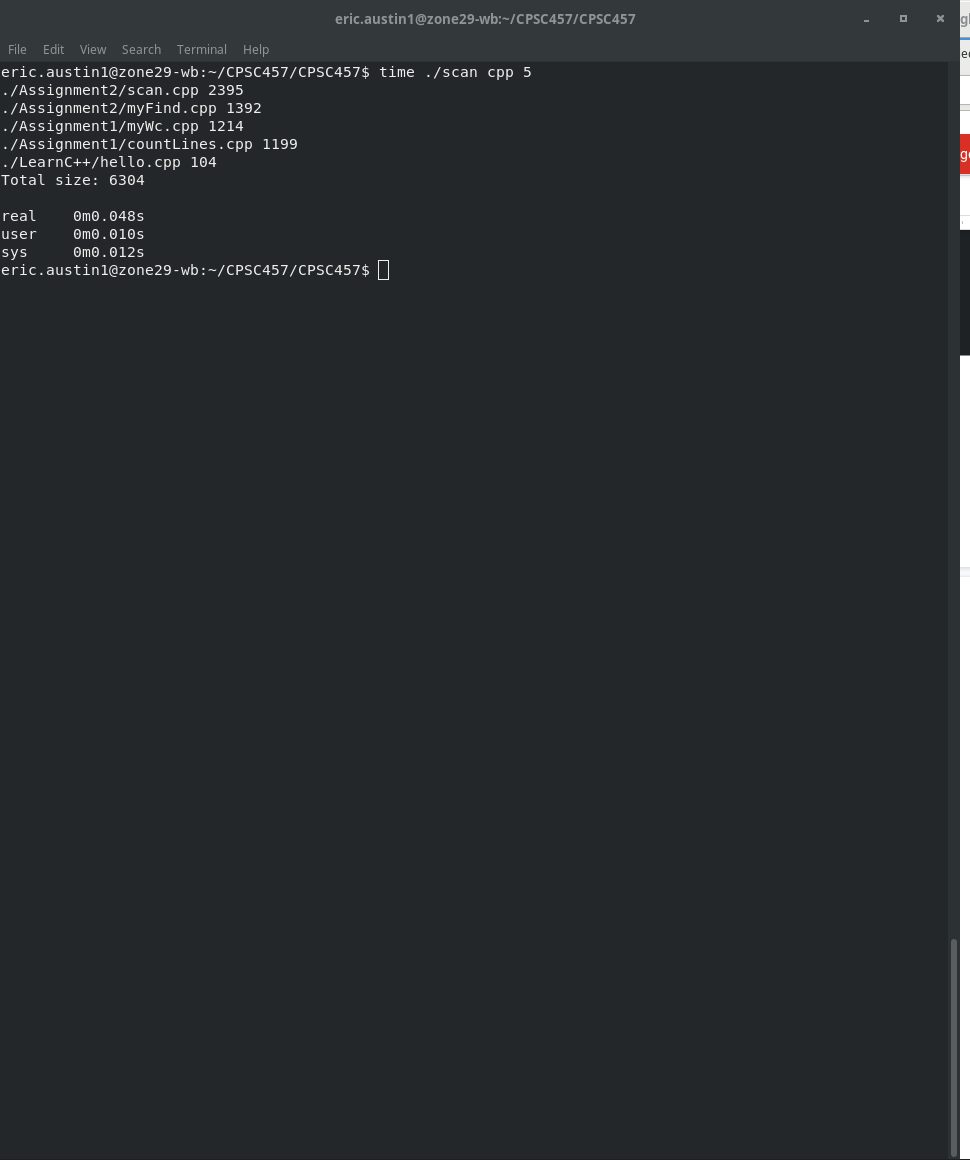 eric.austin1@zone29-wb:~/CPSC457/CPSC457
File Edit View Search Terminal Help
eric.austin1@zone29-wb:~/CPSC457/CPSC457$ time ./scan cpp 5
./Assignment2/scan.cpp 2395
./Assignment2/myFind.cpp 1392
./Assignment1/myWc.cpp 1214
./Assignment1/countLines.cpp 1199
./LearnC++/hello.cpp 104
Total size: 6304
real 0m0.048s
user 0m0.010s
sys 0m0.012s
eric.austin1@zone29-wb:~/CPSC457/CPSC457$